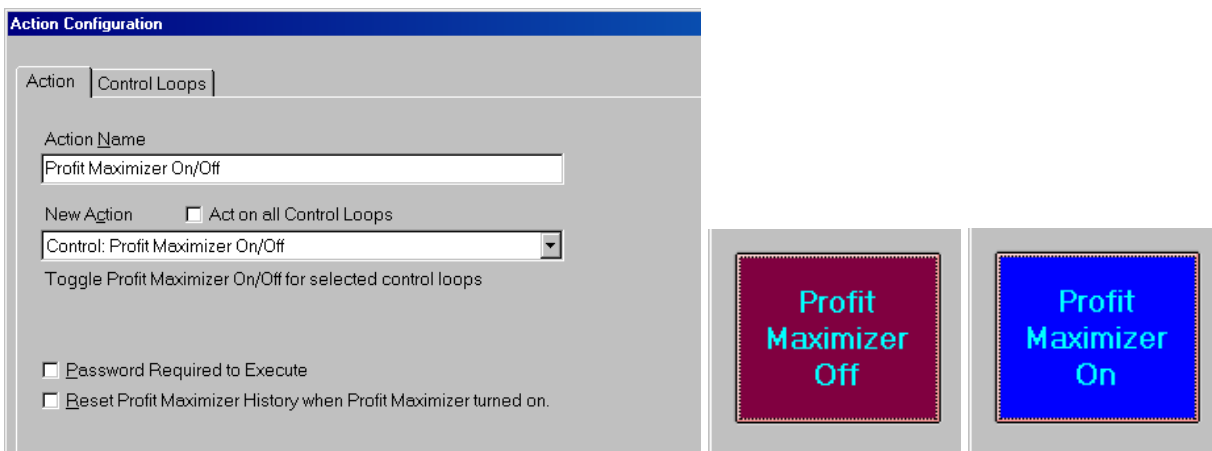 Action Configuration
Action
Control Loops
Action Name
Profit Maximizer On/Off
New Action
Act on all Control Loops
Control: Profit Maximizer On/Off
Toggle Profit Maximizer On/Off for selected control loops
Password Required to Execute
Reset Profit Maximizer History when Profit Maximizer turned on.
Profit
Maximizer
Off
Profit
Maximizer
On